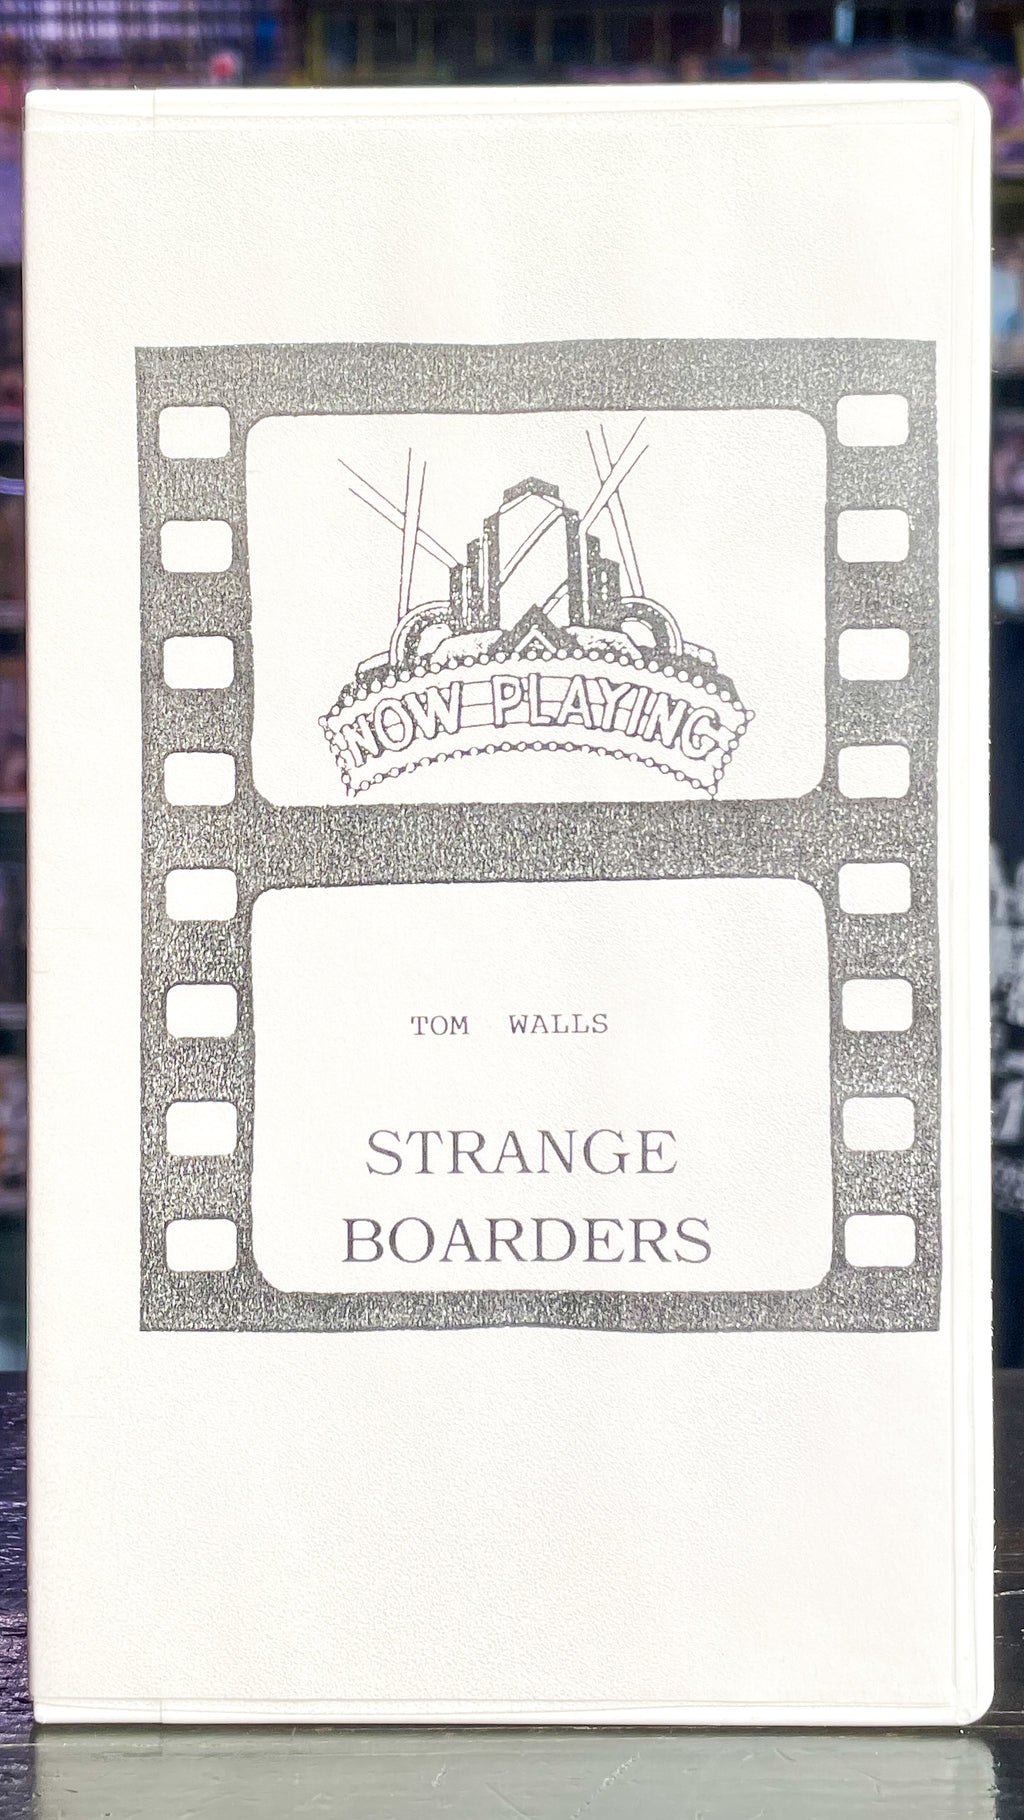 NOW PLAYING
TOM WALLS
STRANGE
BOARDERS